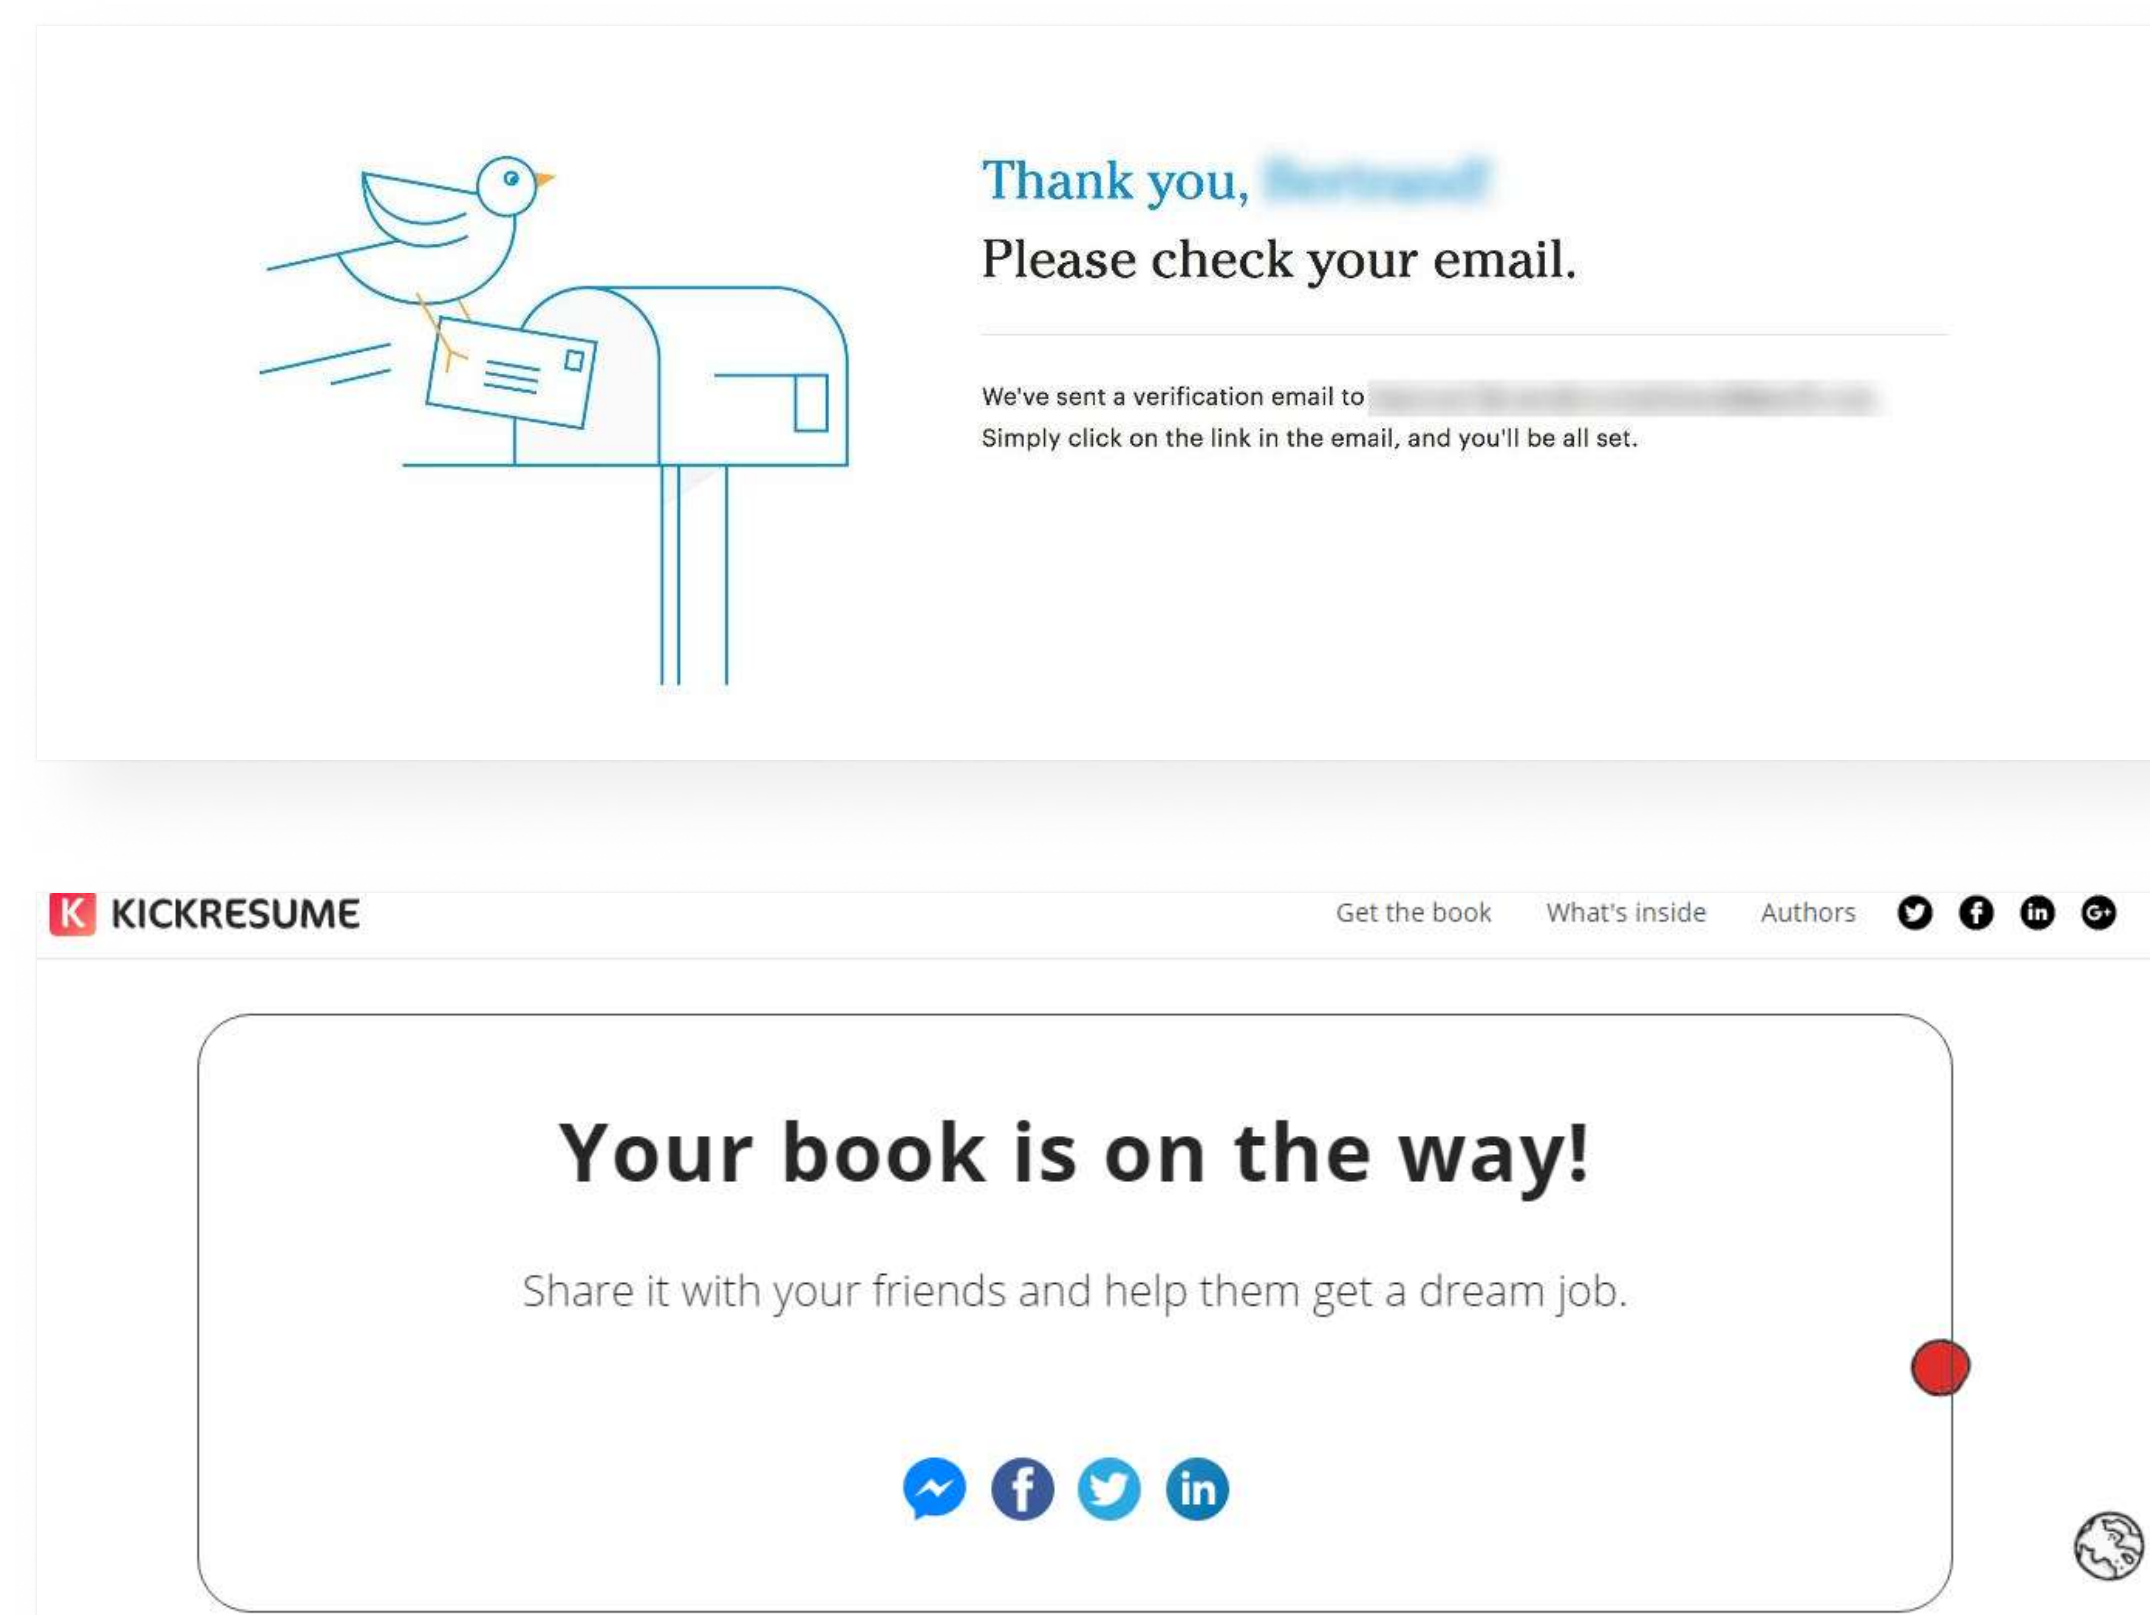 Thank you,
Please check your email.
We've sent a verification email to
Simply click on the link in the email, and you'll be all set.
K KICKRESUME
Get the book What's inside Authors
Your book is on the way!
Share it with your friends and help them get a dream job.